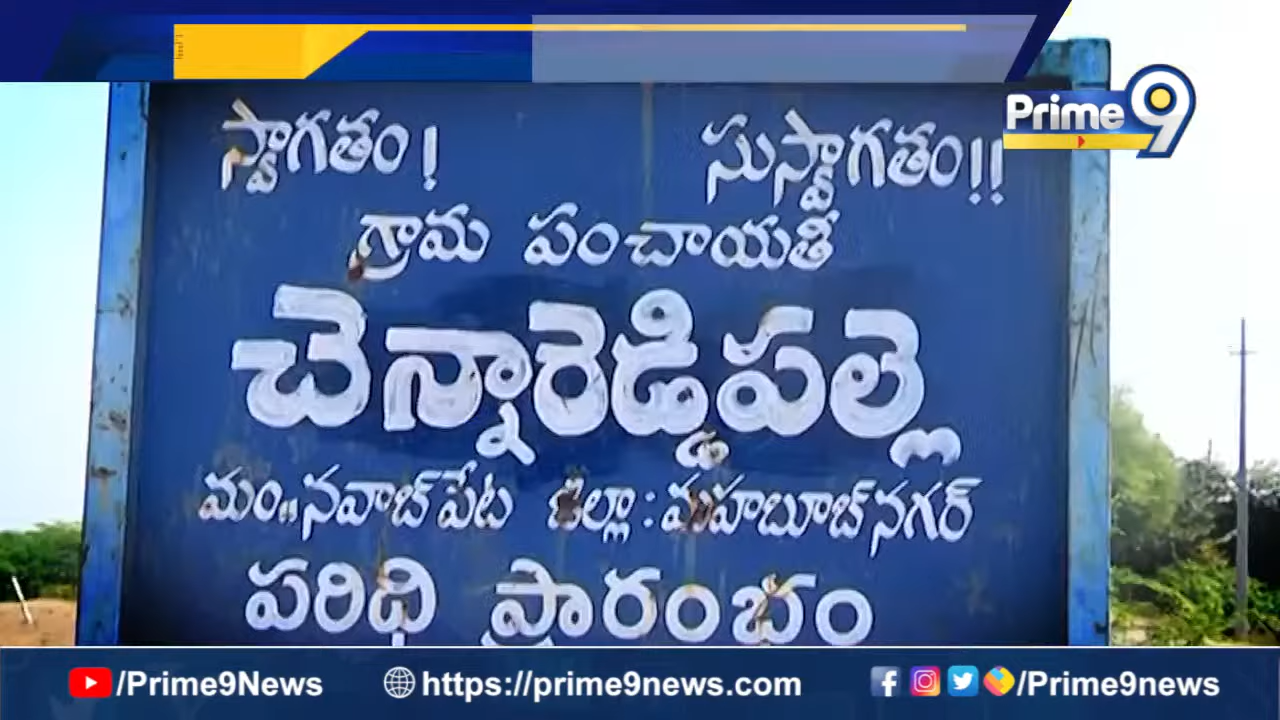 Prime9
స్వాగతం! సుస్వాగతం!!
గ్రామ పంచాయతీ
చెన్నారెడ్డిపల్లె
మం॥నవాబ్ పేట జిల్లా:మహబూబ్ నగర్
పరిధి ప్రారంభం
/Prime9News https://prime9news.com /Prime9news